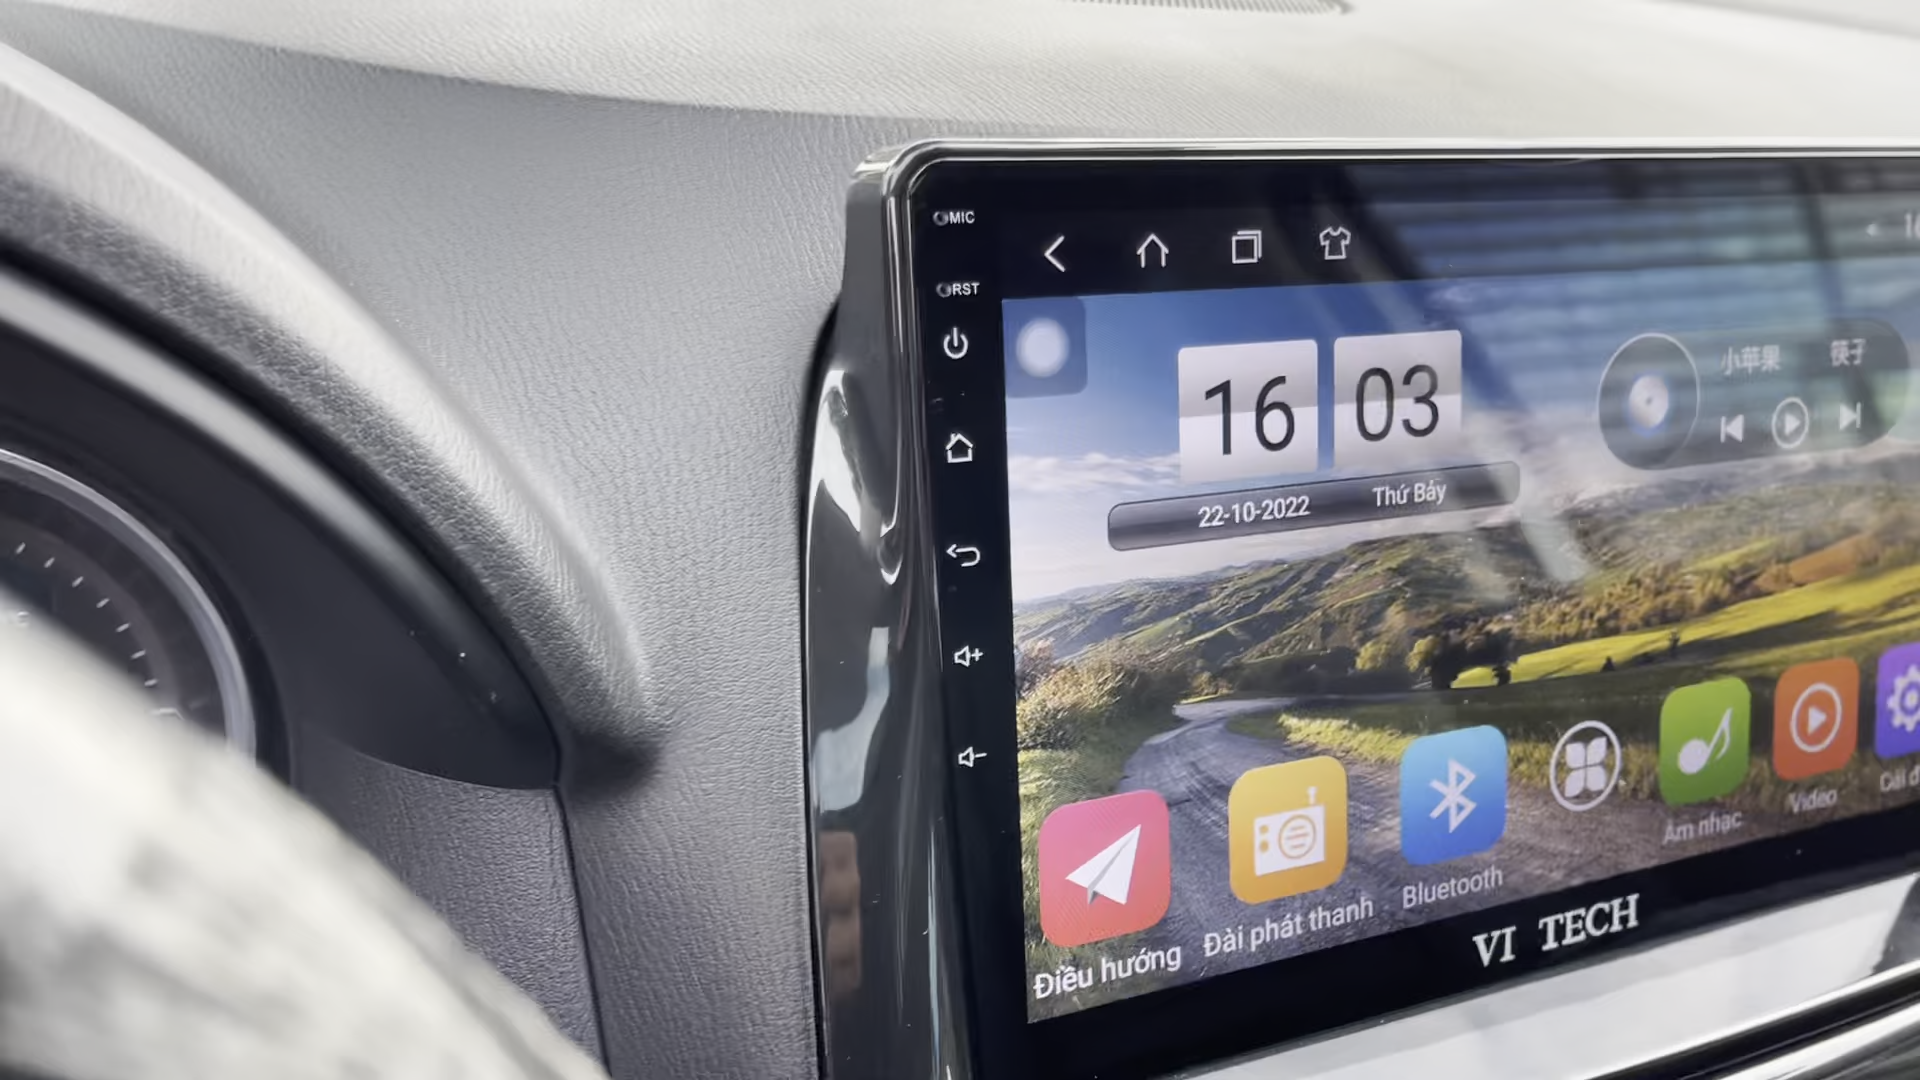 MIC
RST
16 03
小苹果 筷子
22-10-2022 Thứ Bảy
Điều hướng
Đài phát thanh
Bluetooth
Âm nhạc
Video
VI TECH